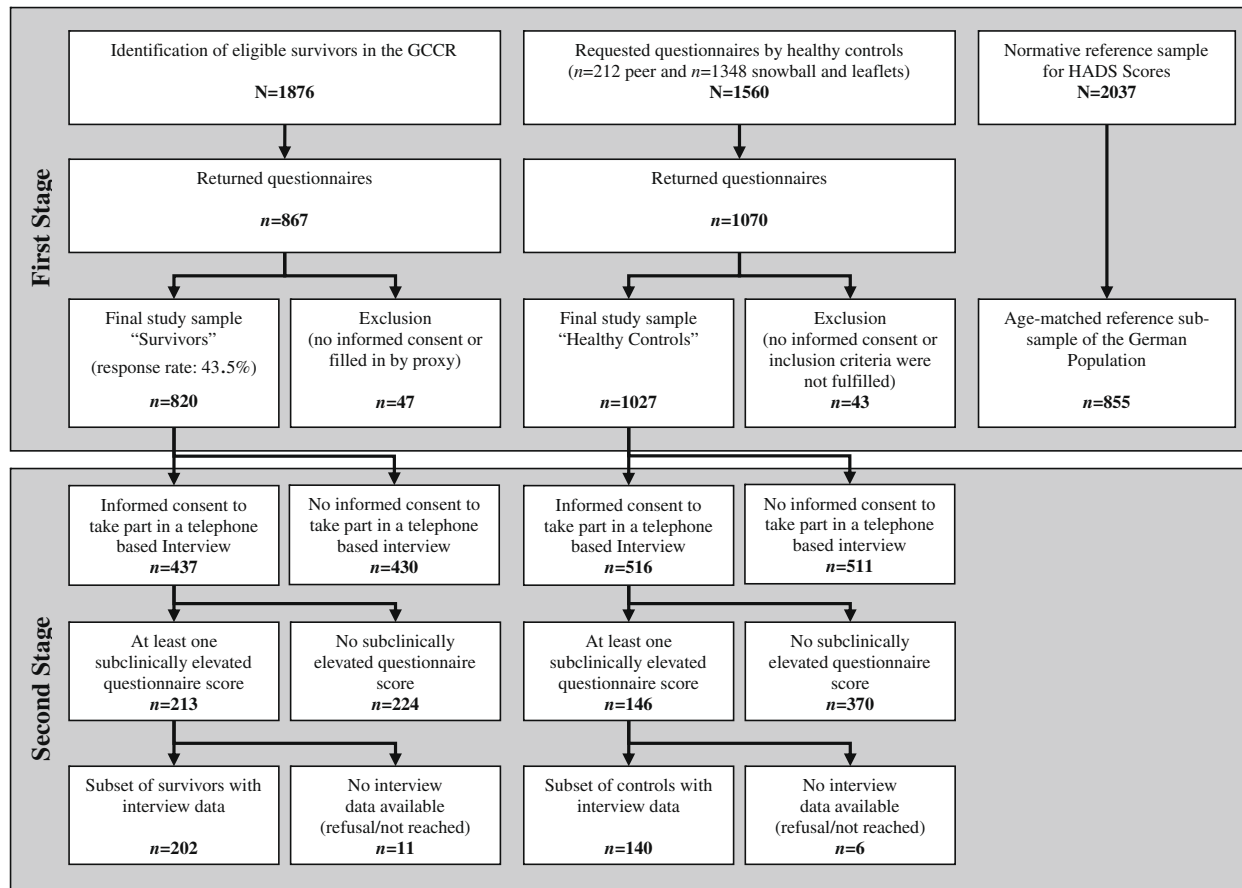 First Stage
Identification of eligible survivors in the GCCR
N=1876
Requested questionnaires by healthy controls
(n=212 peer and n=1348 snowball and leaflets)
N=1560
Normative reference sample
for HADS Scores
N=2037
Returned questionnaires
n=867
Returned questionnaires
n=1070
Final study sample
“Survivors”
(response rate: 43.5%)
n=820
Exclusion
(no informed consent or
filled in by proxy)
n=47
Final study sample
“Healthy Controls”
n=1027
Exclusion
(no informed consent or
inclusion criteria were
not fulfilled)
n=43
Age-matched reference sub-
sample of the German
Population
n=855
Second Stage
Informed consent to
take part in a telephone
based Interview
n=437
No informed consent to
take part in a telephone
based interview
n=430
Informed consent to
take part in a telephone
based Interview
n=516
No informed consent to
take part in a telephone
based interview
n=511
At least one
subclinically elevated
questionnaire score
n=213
No subclinically
elevated questionnaire
score
n=224
At least one
subclinically elevated
questionnaire score
n=146
No subclinically
elevated questionnaire
score
n=370
Subset of survivors with
interview data
n=202
No interview
data available
(refusal/not reached)
n=11
Subset of controls with
interview data
n=140
No interview
data available
(refusal/not reached)
n=6